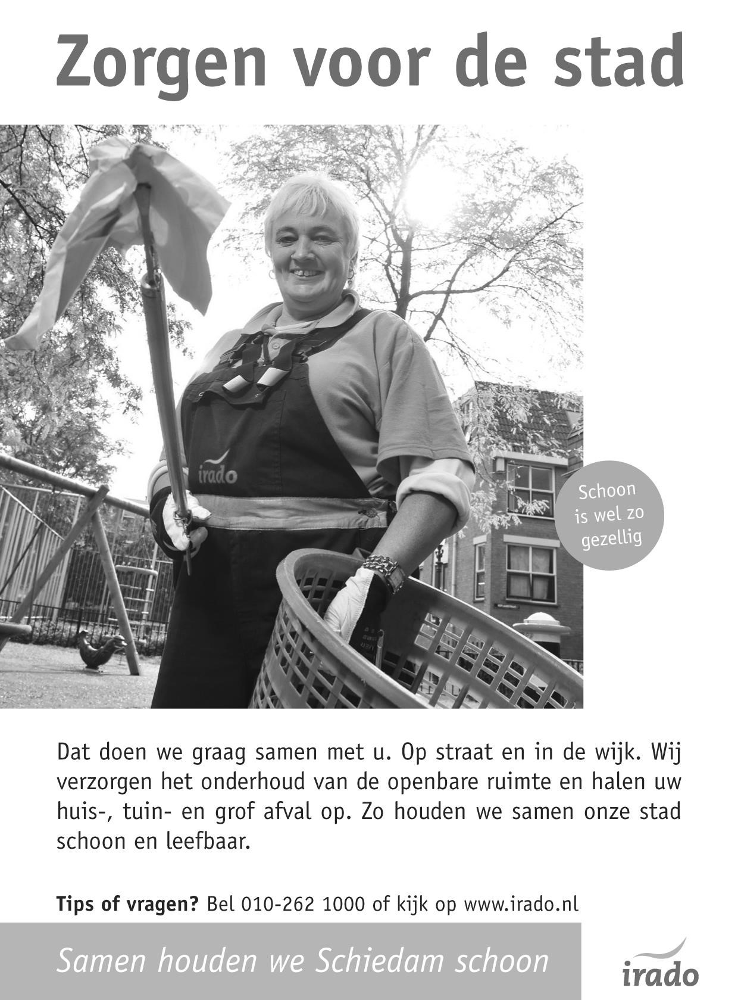 Zorgen voor de stad
irado
Schoon
is wel zo
gezellig
Dat doen we graag samen met u. Op straat en in de wijk. Wij
verzorgen het onderhoud van de openbare ruimte en halen uw
huis-, tuin- en grof afval op. Zo houden we samen onze stad
schoon en leefbaar.
Tips of vragen? Bel 010-262 1000 of kijk op www.irado.nl
Samen houden we Schiedam schoon
irado